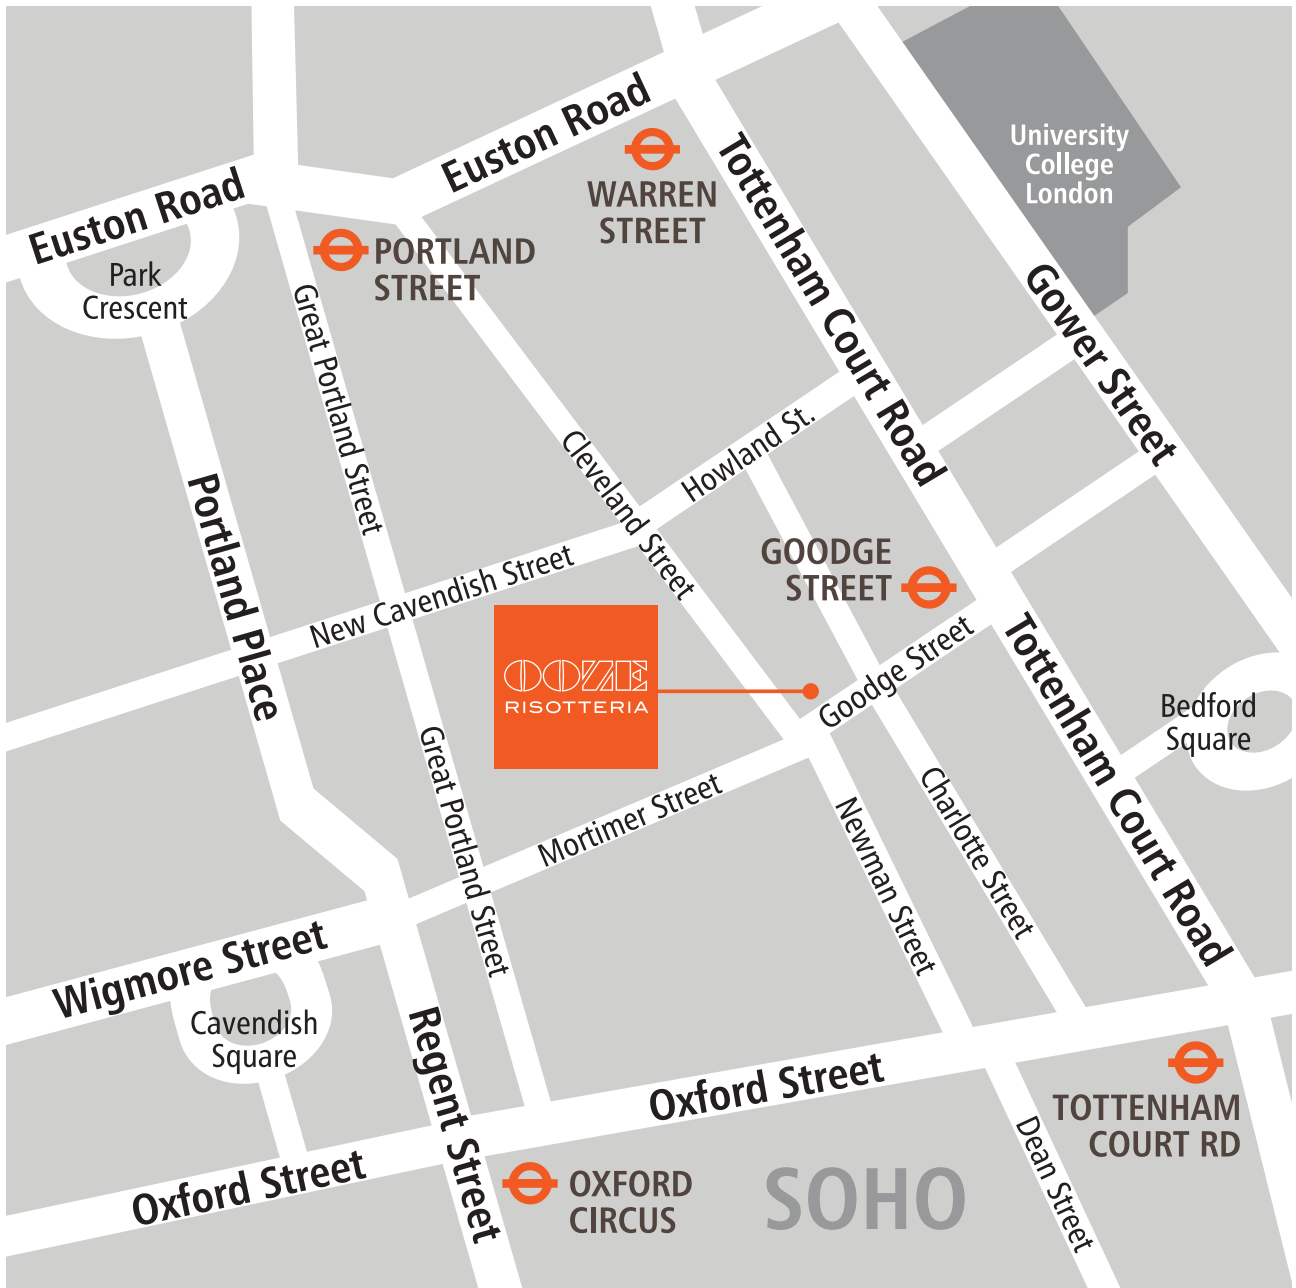 Euston Road
Euston Road
WARREN
STREET
University
College
London
Tottenham Court Road
PORTLAND
STREET
Park
Crescent
Gower Street
Great Portland Street
Cleveland Street
Howland St.
Portland Place
New Cavendish Street
GOODGE
STREET
OOZE
RISOTTERIA
Goodge Street
Tottenham Court Road
Bedford
Square
Great Portland Street
Mortimer Street
Newman Street
Charlotte Street
Wigmore Street
Cavendish
Square
Regent Street
Oxford Street
TOTTENHAM
COURT RD
Dean Street
Oxford Street
OXFORD
CIRCUS
SOHO